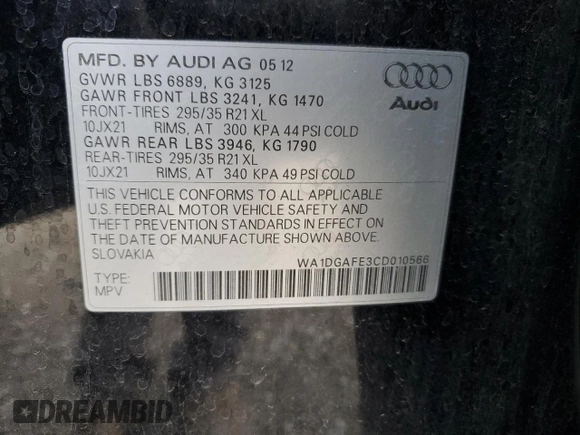 MFD. BY AUDI AG 05 12
GVWR LBS 6889, KG 3125
GAWR FRONT LBS 3241, KG 1470
FRONT-TIRES 295/35 R21 XL
10JX21 RIMS, AT 300 KPA 44 PSI COLD
GAWR REAR LBS 3946, KG 1790
REAR-TIRES 295/35 R21 XL
10JX21 RIMS, AT 340 KPA 49 PSI COLD
THIS VEHICLE CONFORMS TO ALL APPLICABLE
U.S. FEDERAL MOTOR VEHICLE SAFETY AND
THEFT PREVENTION STANDARDS IN EFFECT ON
THE DATE OF MANUFACTURE SHOWN ABOVE.
SLOVAKIA
Audi
WA1DGAFE3CD010566
TYPE:
MPV
DREAMBID